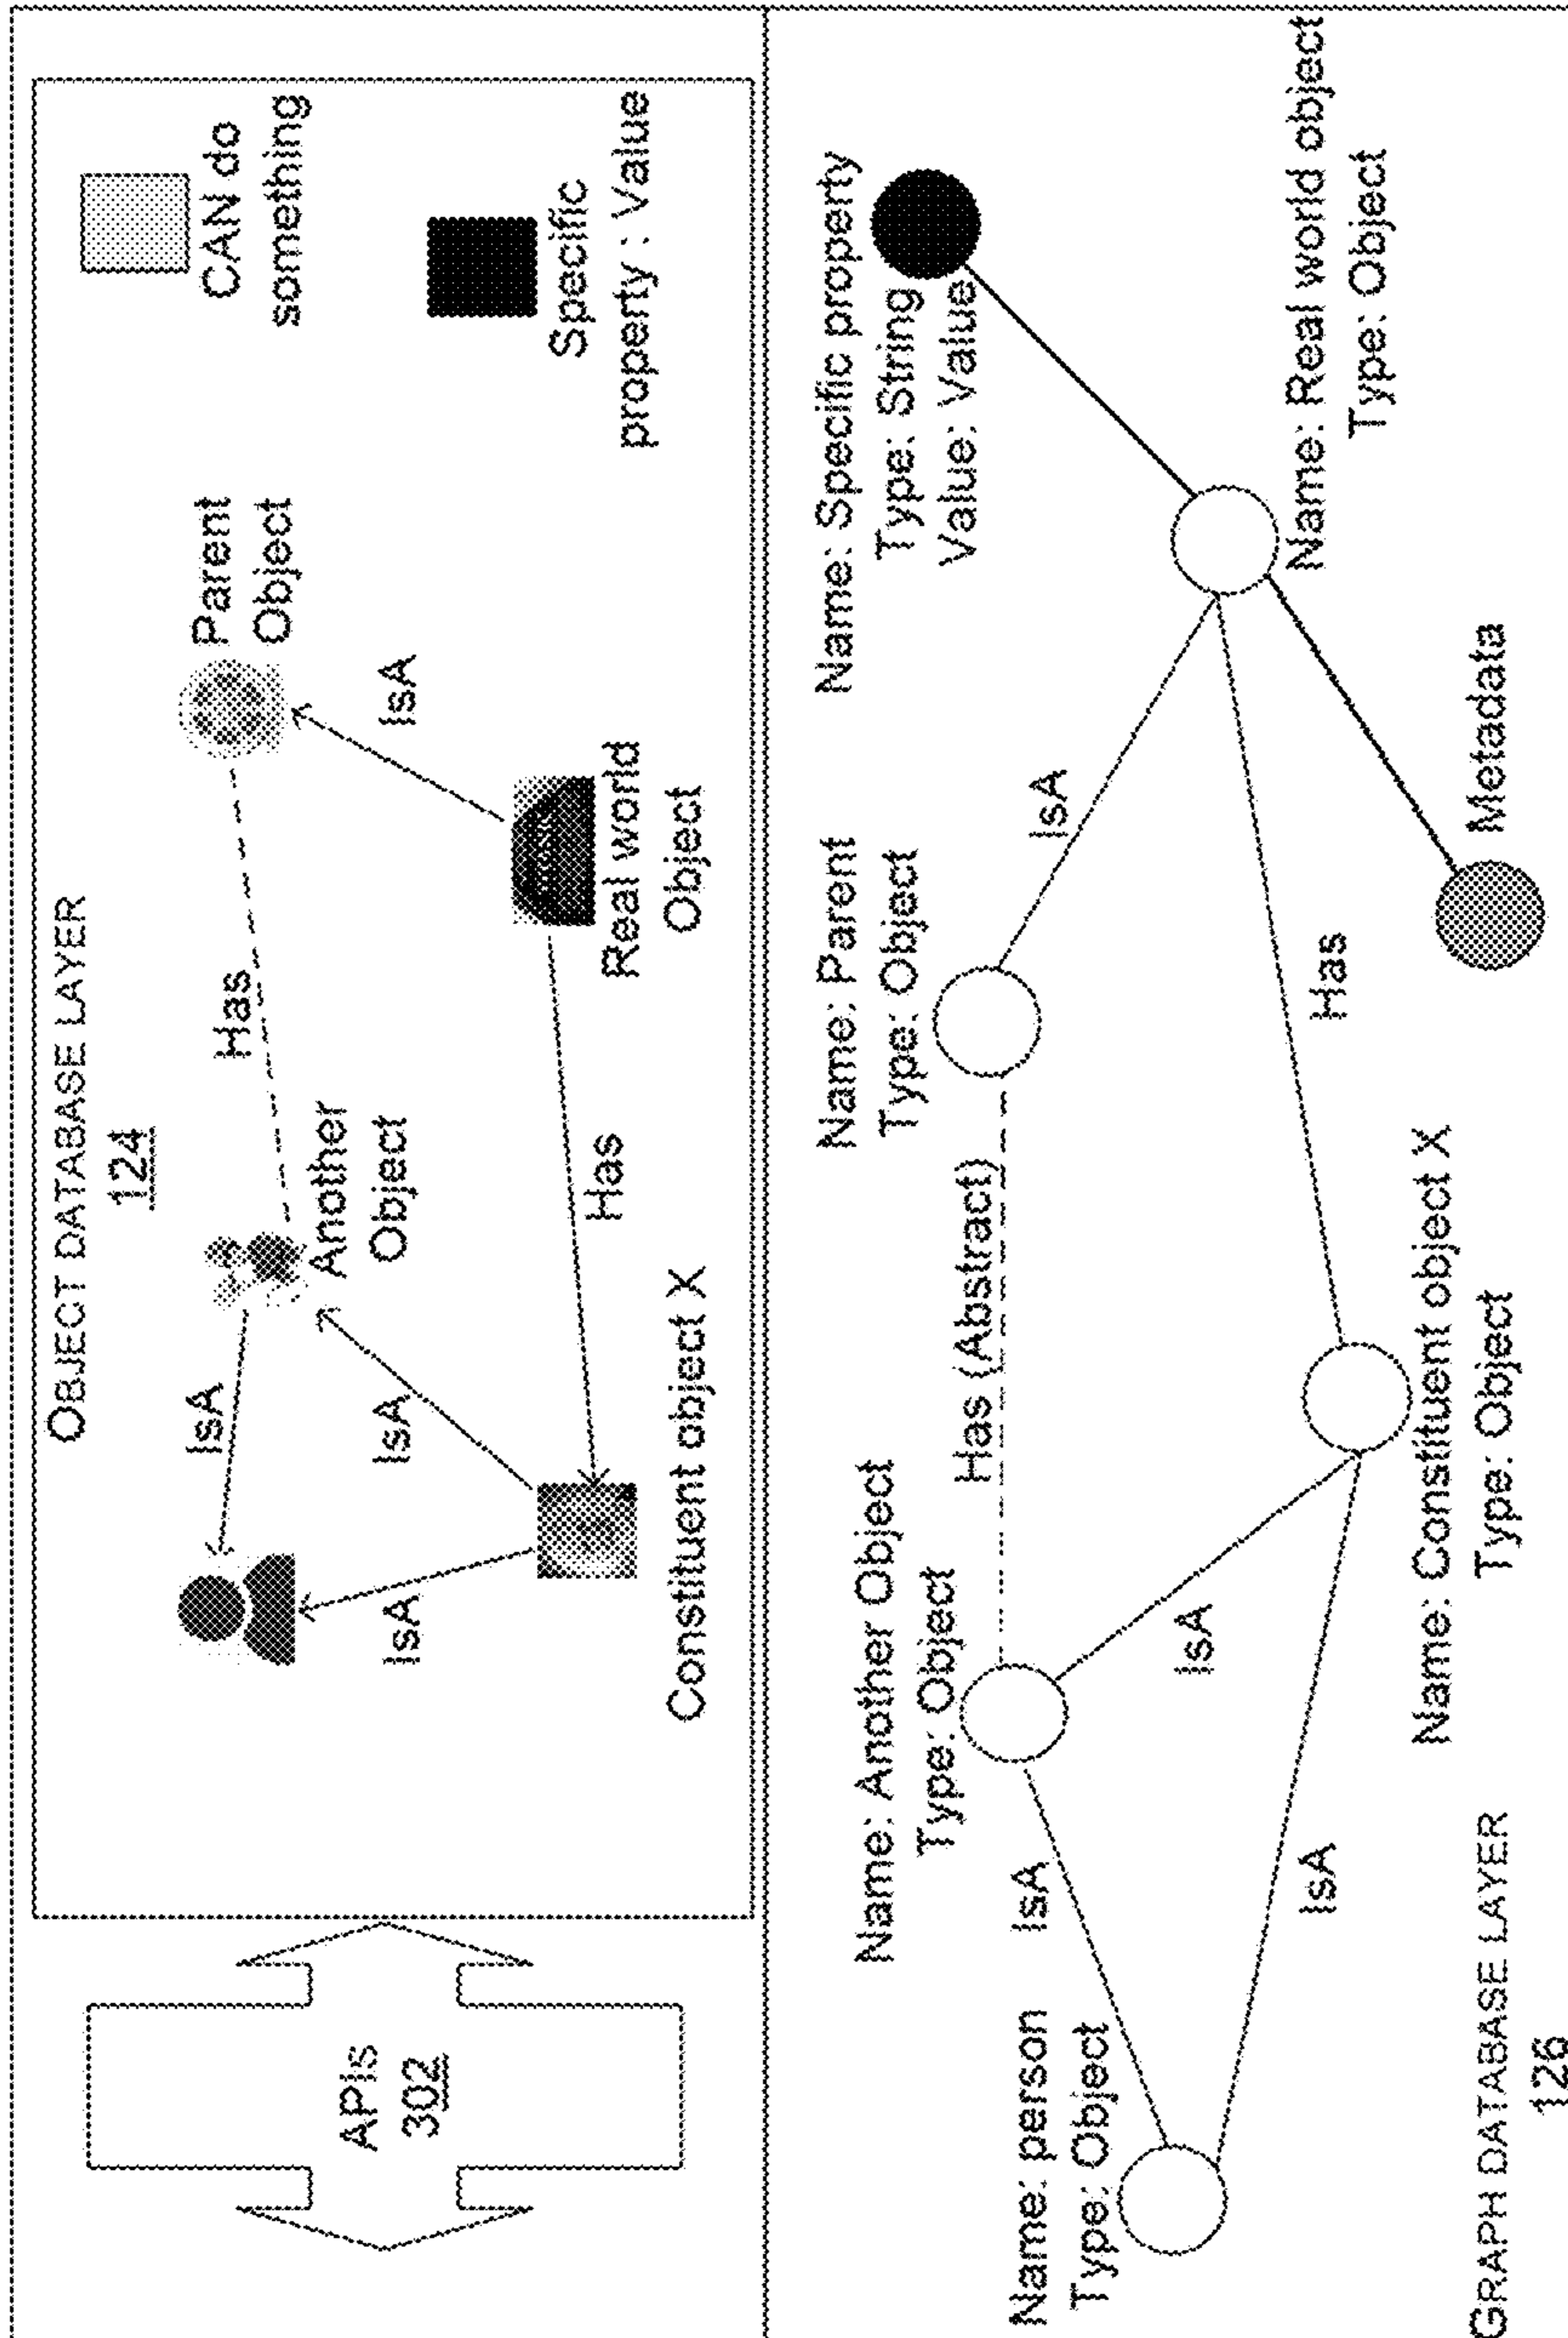 OBJECT DATABASE LAYER
124
APIs
302
IsA
IsA
IsA
Another
Object
Has
Has
Parent
Object
IsA
Real world
Object
Constituent object X
CAN do
something
Specific
property : Value
Name: person
Type: Object
IsA
IsA
IsA
Name: Another Object
Type: Object
Has (Abstract)
Name: Parent
Type: Object
IsA
Has
Name: Constituent object X
Type: Object
Name: Specific property
Type: String
Value: Value
Name: Real world object
Type: Object
Metadata
GRAPH DATABASE LAYER
126